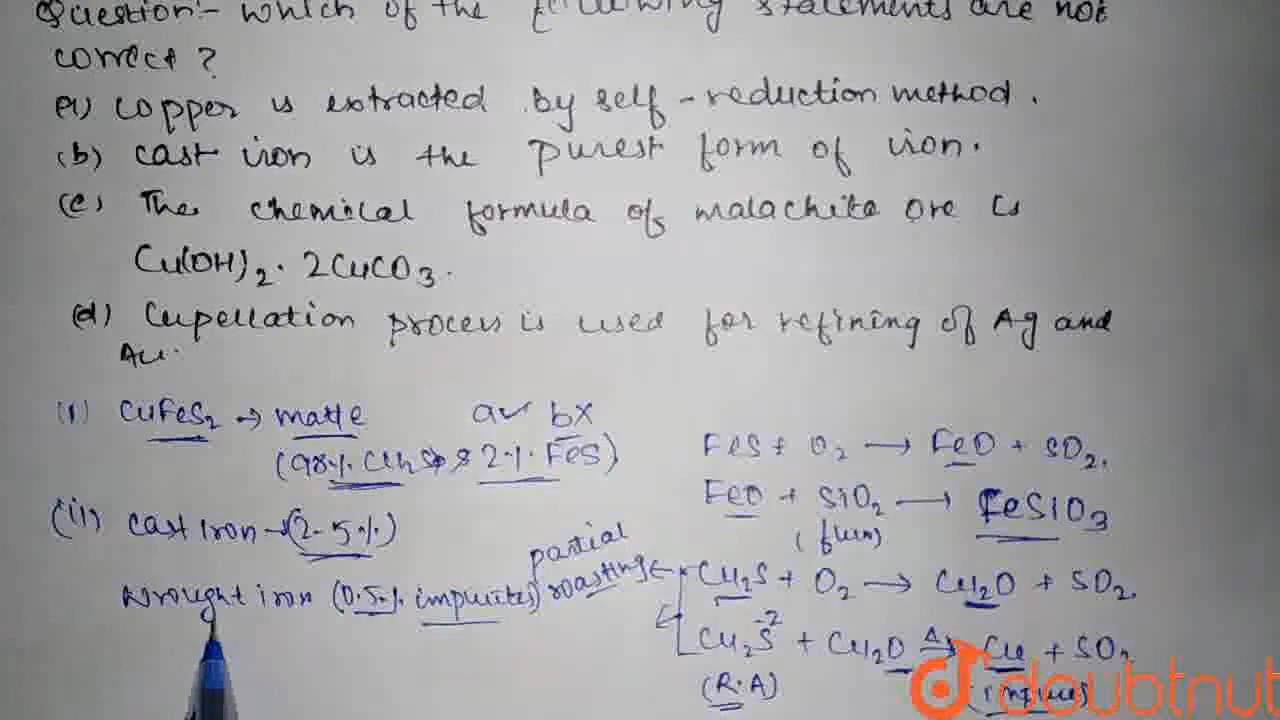 Question:- which of the following statements are not
correct?
(a) copper is extracted by self-reduction method.
(b) cast iron is the purest form of iron.
(c) The chemical formula of malachite ore is
Cu(OH)2. 2CuCO3.
(d) Cupellation process is used for refining of Ag and
Au.
(i) CuFeS2 → matte a✓ b✗
(98% Cu2S & 2% FeS)
FeS + O2 → FeO + SO2.
FeO + SiO2 → FeSiO3
(flux)
(ii) cast iron → (2-5%)
partial
roasting ← Cu2S + O2 → Cu2O + SO2.
wrought iron (0.5% impurites)
Cu2S-2 + Cu2O Δ→ Cu + SO2
(R.A) (impure)
doubtnut